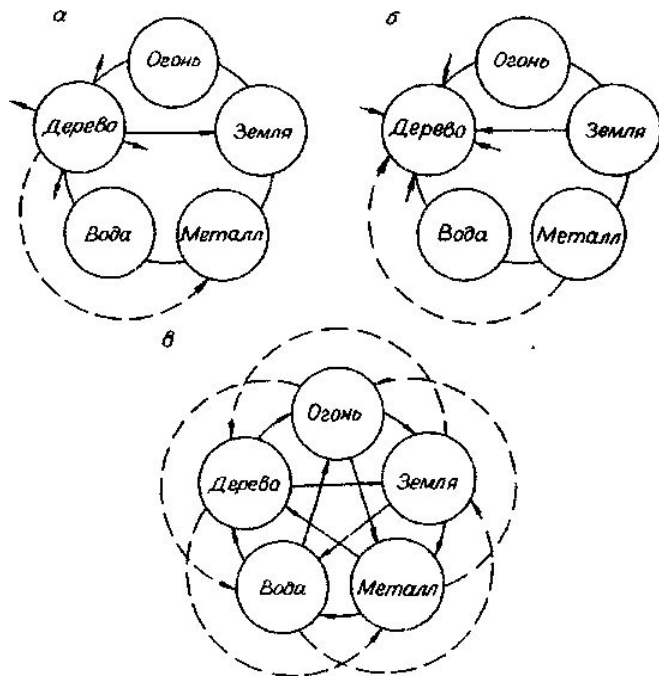 а
Огонь
Дерево
Земля
Вода
Металл
б
Огонь
Дерево
Земля
Вода
Металл
в
Огонь
Дерево
Земля
Вода
Металл